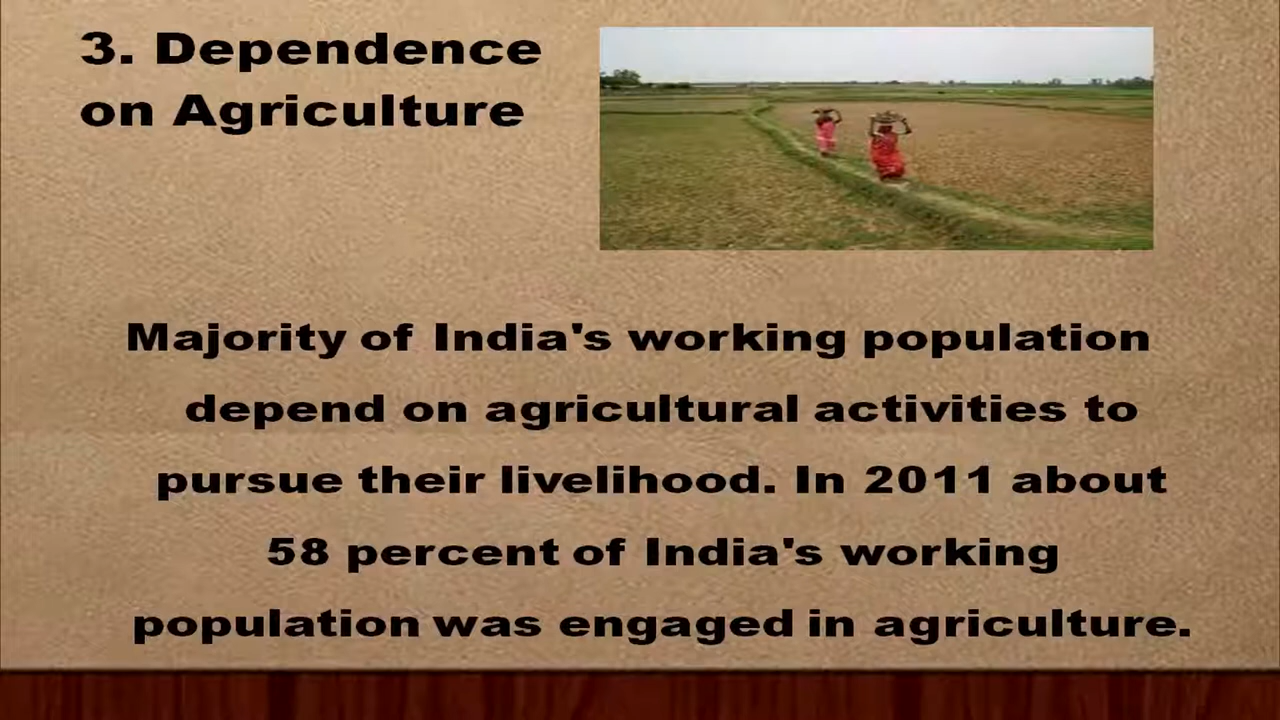 3. Dependence
on Agriculture
Majority of India's working population
depend on agricultural activities to
pursue their livelihood. In 2011 about
58 percent of India's working
population was engaged in agriculture.